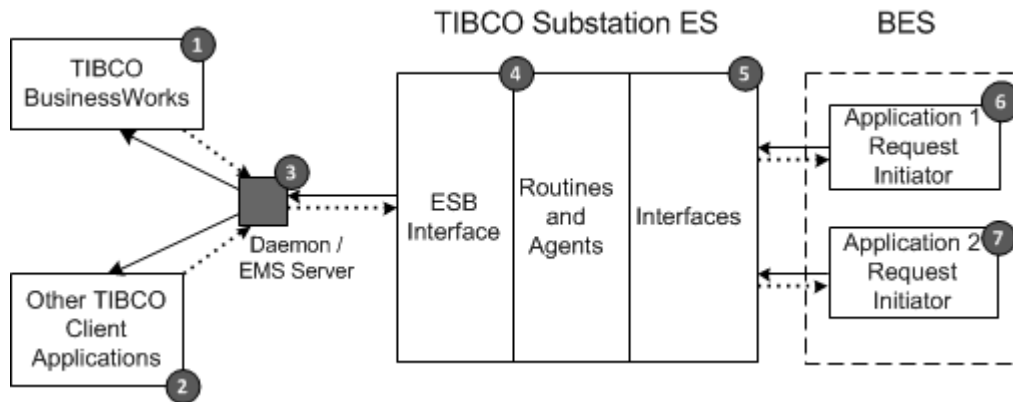 TIBCO Substation ES
BES
1
TIBCO
BusinessWorks
2
Other TIBCO
Client
Applications
3
Daemon /
EMS Server
4
ESB
Interface
Routines
and
Agents
5
Interfaces
6
Application 1
Request
Initiator
7
Application 2
Request
Initiator